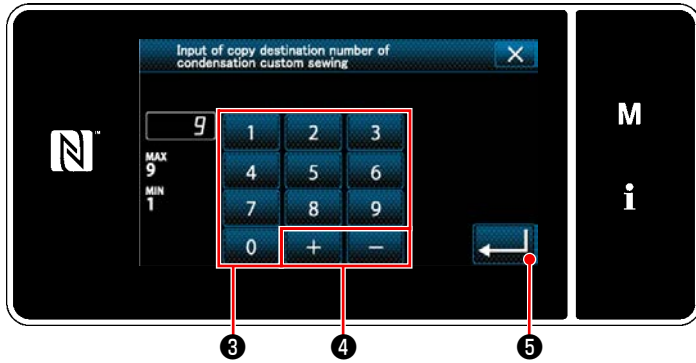 Input of copy destination number of
condensation custom sewing
9
1 2 3
MAX
9
4 5 6
MIN
1
7 8 9
0 + −
M
i
N
™
❸ ❹ ❺